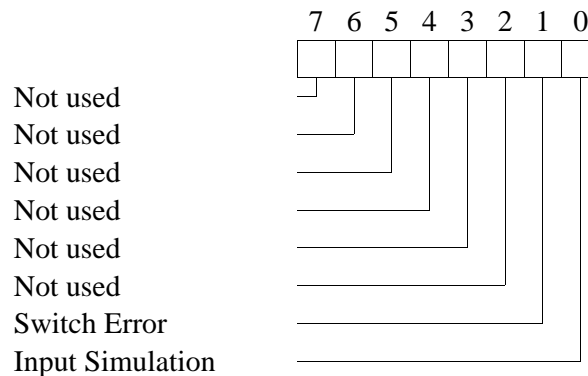 7 6 5 4 3 2 1 0
Not used
Not used
Not used
Not used
Not used
Not used
Switch Error
Input Simulation